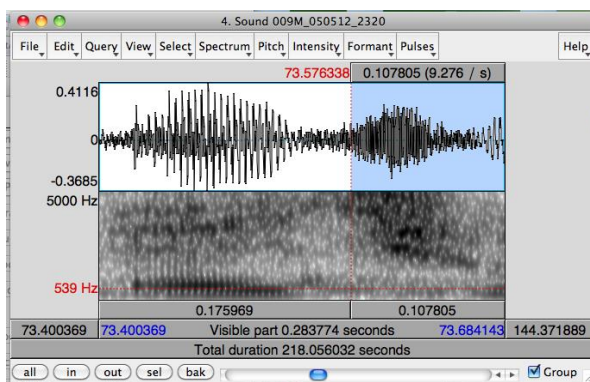 4. Sound 009M_050512_2320
File Edit Query View Select Spectrum Pitch Intensity Formant Pulses Help
73.576338 0.107805 (9.276 / s)
0.4116
0
-0.3685
5000 Hz
539 Hz
0.175969 0.107805
73.400369 73.400369 Visible part 0.283774 seconds 73.684143 144.371889
Total duration 218.056032 seconds
all in out sel bak Group